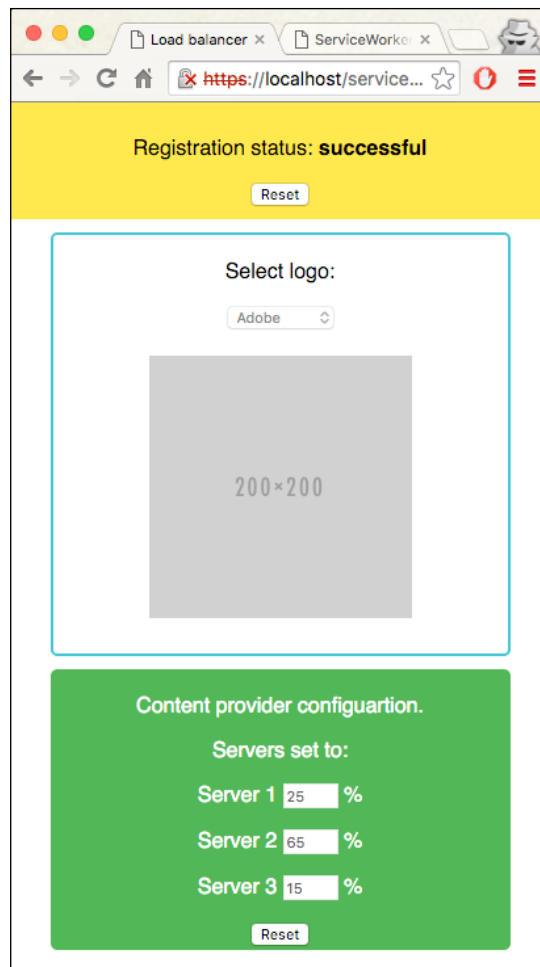 Load balancer
ServiceWorker
https://localhost/service...
Registration status: successful
Reset
Select logo:
Adobe
200×200
Content provider configuartion.
Servers set to:
Server 1 25 %
Server 2 65 %
Server 3 15 %
Reset